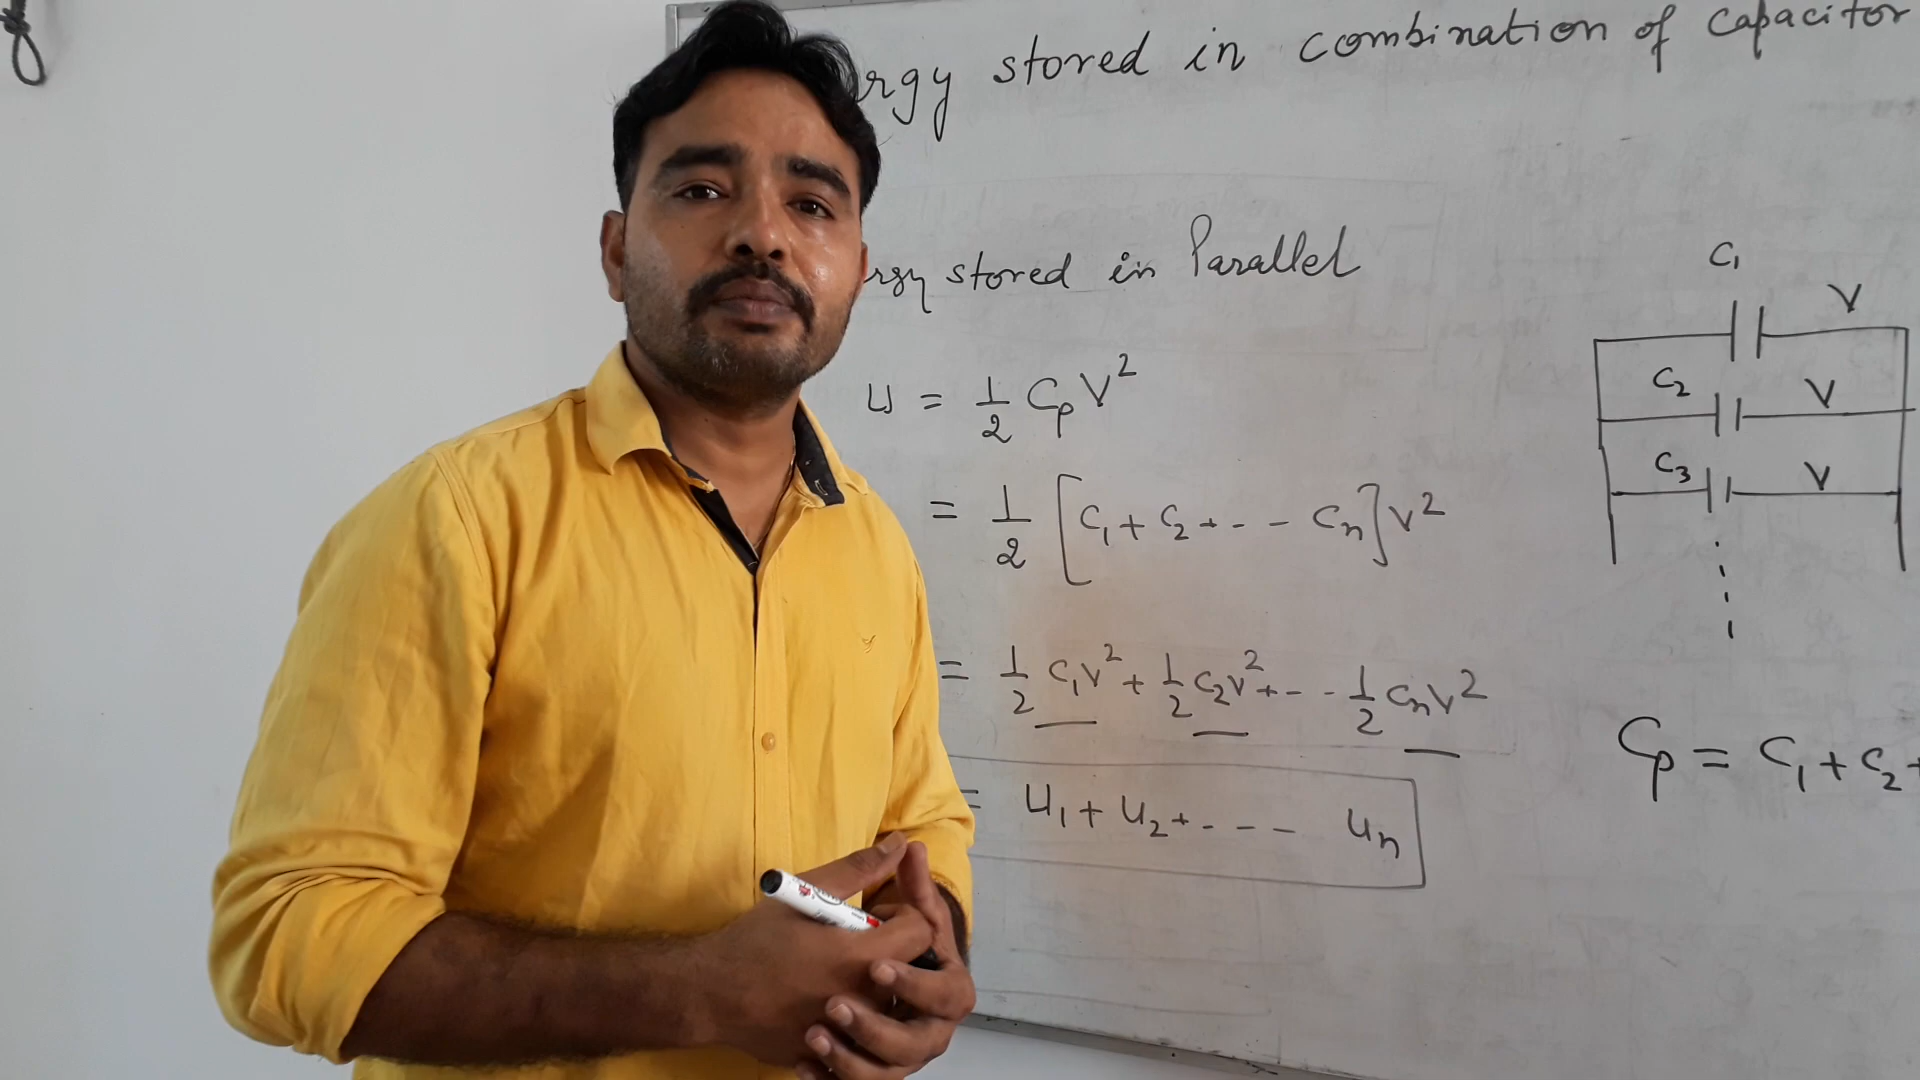 rgy stored in combination of capacitor
rgy stored in Parallel
U = 1/2 CpV²
= 1/2 [C₁ + C₂ + - - - Cn]V²
= 1/2 C₁V² + 1/2 C₂V² + - - - 1/2 CnV²
= U₁ + U₂ + - - - - Un
C₁
V
C₂
V
C₃
V
Cp = C₁ + C₂ +